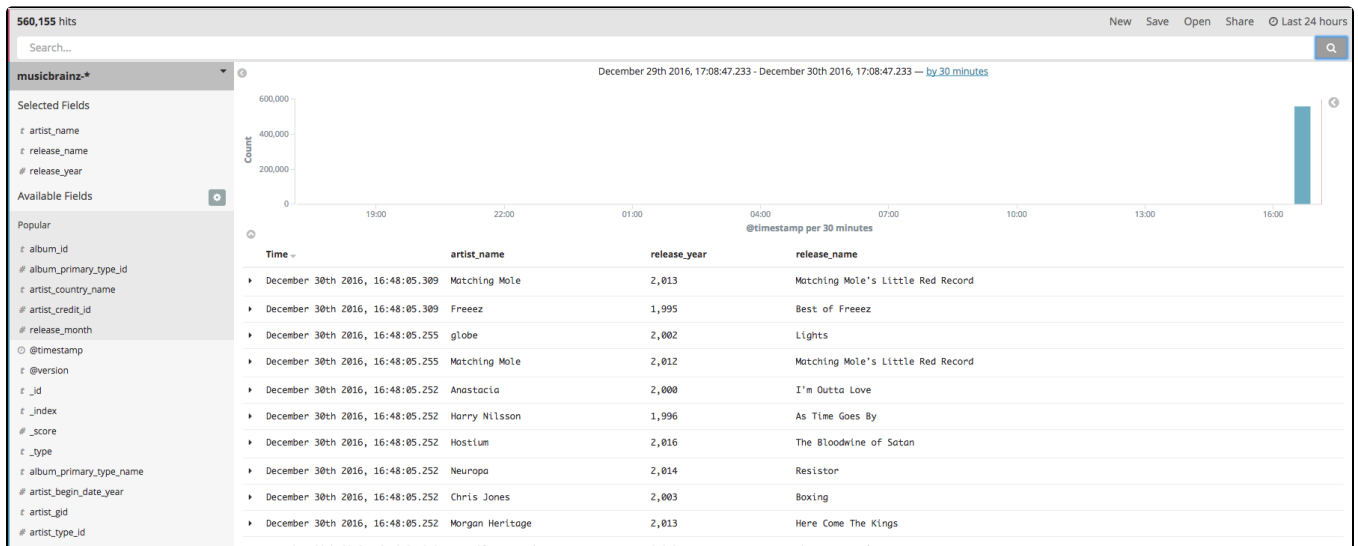 560,155 hits
New Save Open Share Last 24 hours
Search...
musicbrainz-*
December 29th 2016, 17:08:47.233 - December 30th 2016, 17:08:47.233 — by 30 minutes
Selected Fields
t artist_name
t release_name
# release_year
Available Fields
Popular
t album_id
# album_primary_type_id
t artist_country_name
# artist_credit_id
# release_month
@timestamp
t @version
t _id
t _index
# _score
t _type
t album_primary_type_name
# artist_begin_date_year
t artist_gid
# artist_type_id
Count
600,000
400,000
200,000
0
19:00 22:00 01:00 04:00 07:00 10:00 13:00 16:00
@timestamp per 30 minutes
Time artist_name release_year release_name
December 30th 2016, 16:48:05.309 Matching Mole 2,013 Matching Mole's Little Red Record
December 30th 2016, 16:48:05.309 Freeez 1,995 Best of Freeez
December 30th 2016, 16:48:05.255 globe 2,002 Lights
December 30th 2016, 16:48:05.255 Matching Mole 2,012 Matching Mole's Little Red Record
December 30th 2016, 16:48:05.252 Anastacia 2,000 I'm Outta Love
December 30th 2016, 16:48:05.252 Harry Nilsson 1,996 As Time Goes By
December 30th 2016, 16:48:05.252 Hostium 2,016 The Bloodwine of Satan
December 30th 2016, 16:48:05.252 Neuropa 2,014 Resistor
December 30th 2016, 16:48:05.252 Chris Jones 2,003 Boxing
December 30th 2016, 16:48:05.252 Morgan Heritage 2,013 Here Come The Kings